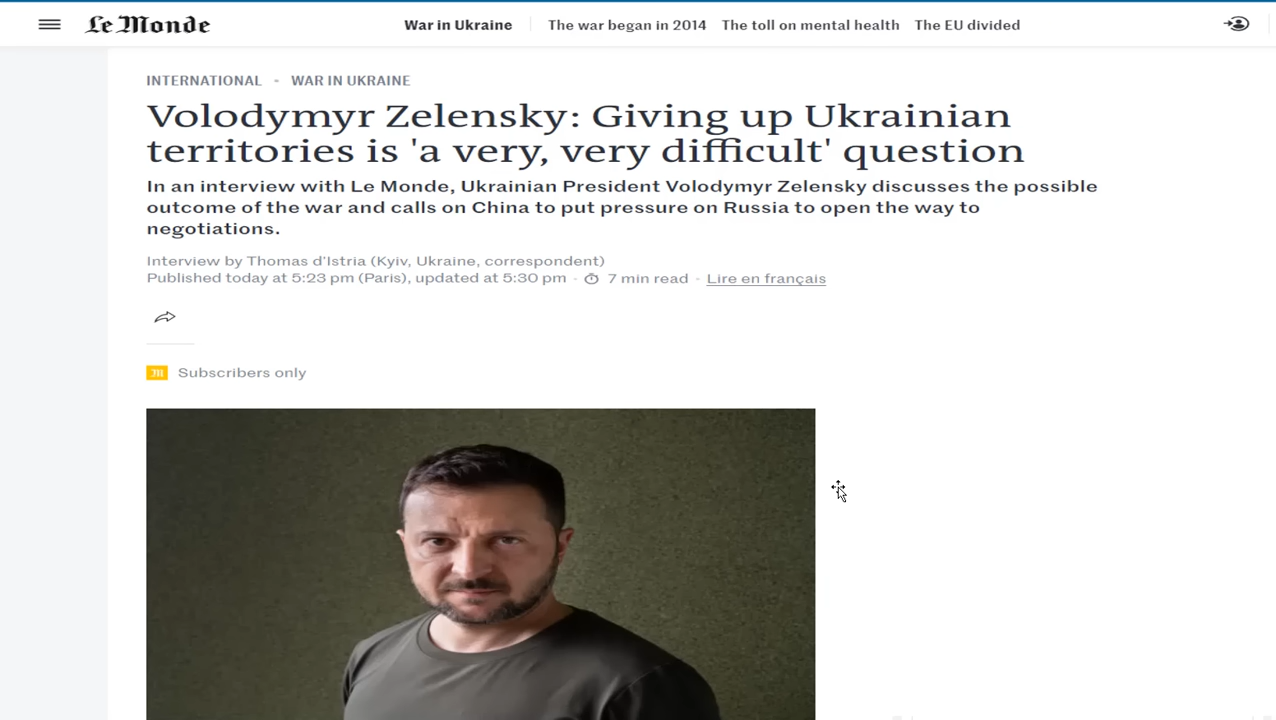 Le Monde
War in Ukraine The war began in 2014 The toll on mental health The EU divided
INTERNATIONAL - WAR IN UKRAINE
Volodymyr Zelensky: Giving up Ukrainian
territories is 'a very, very difficult' question
In an interview with Le Monde, Ukrainian President Volodymyr Zelensky discusses the possible
outcome of the war and calls on China to put pressure on Russia to open the way to
negotiations.
Interview by Thomas d'Istria (Kyiv, Ukraine, correspondent)
Published today at 5:23 pm (Paris), updated at 5:30 pm · 7 min read · Lire en français
m Subscribers only